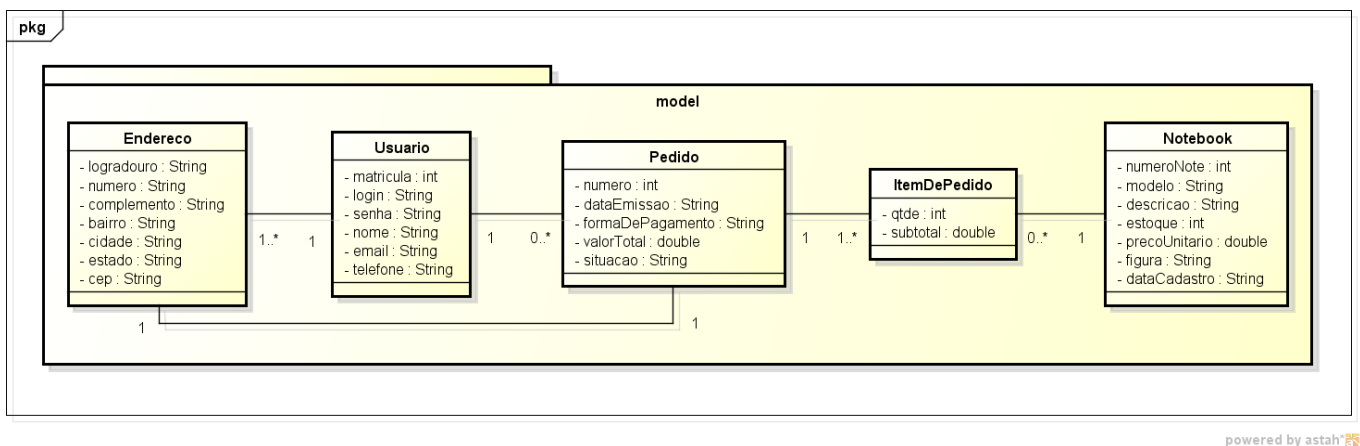 pkg
model
Endereco
- logradouro : String
- numero : String
- complemento : String
- bairro : String
- cidade : String
- estado : String
- cep : String
1..*
1
Usuario
- matricula : int
- login : String
- senha : String
- nome : String
- email : String
- telefone : String
1
0..*
Pedido
- numero : int
- dataEmissao : String
- formaDePagamento : String
- valorTotal : double
- situacao : String
1
1..*
ItemDePedido
- qtde : int
- subtotal : double
0..*
1
Notebook
- numeroNote : int
- modelo : String
- descricao : String
- estoque : int
- precoUnitario : double
- figura : String
- dataCadastro : String
1
1
powered by astah*